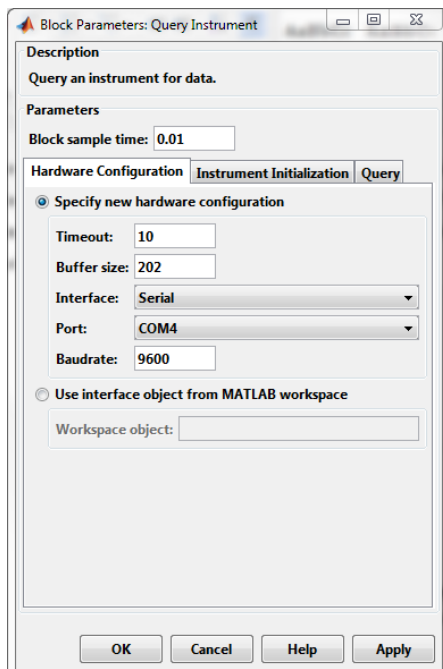 Block Parameters: Query Instrument
Description
Query an instrument for data.
Parameters
Block sample time: 0.01
Hardware Configuration Instrument Initialization Query
Specify new hardware configuration
Timeout: 10
Buffer size: 202
Interface: Serial
Port: COM4
Baudrate: 9600
Use interface object from MATLAB workspace
Workspace object:
OK Cancel Help Apply